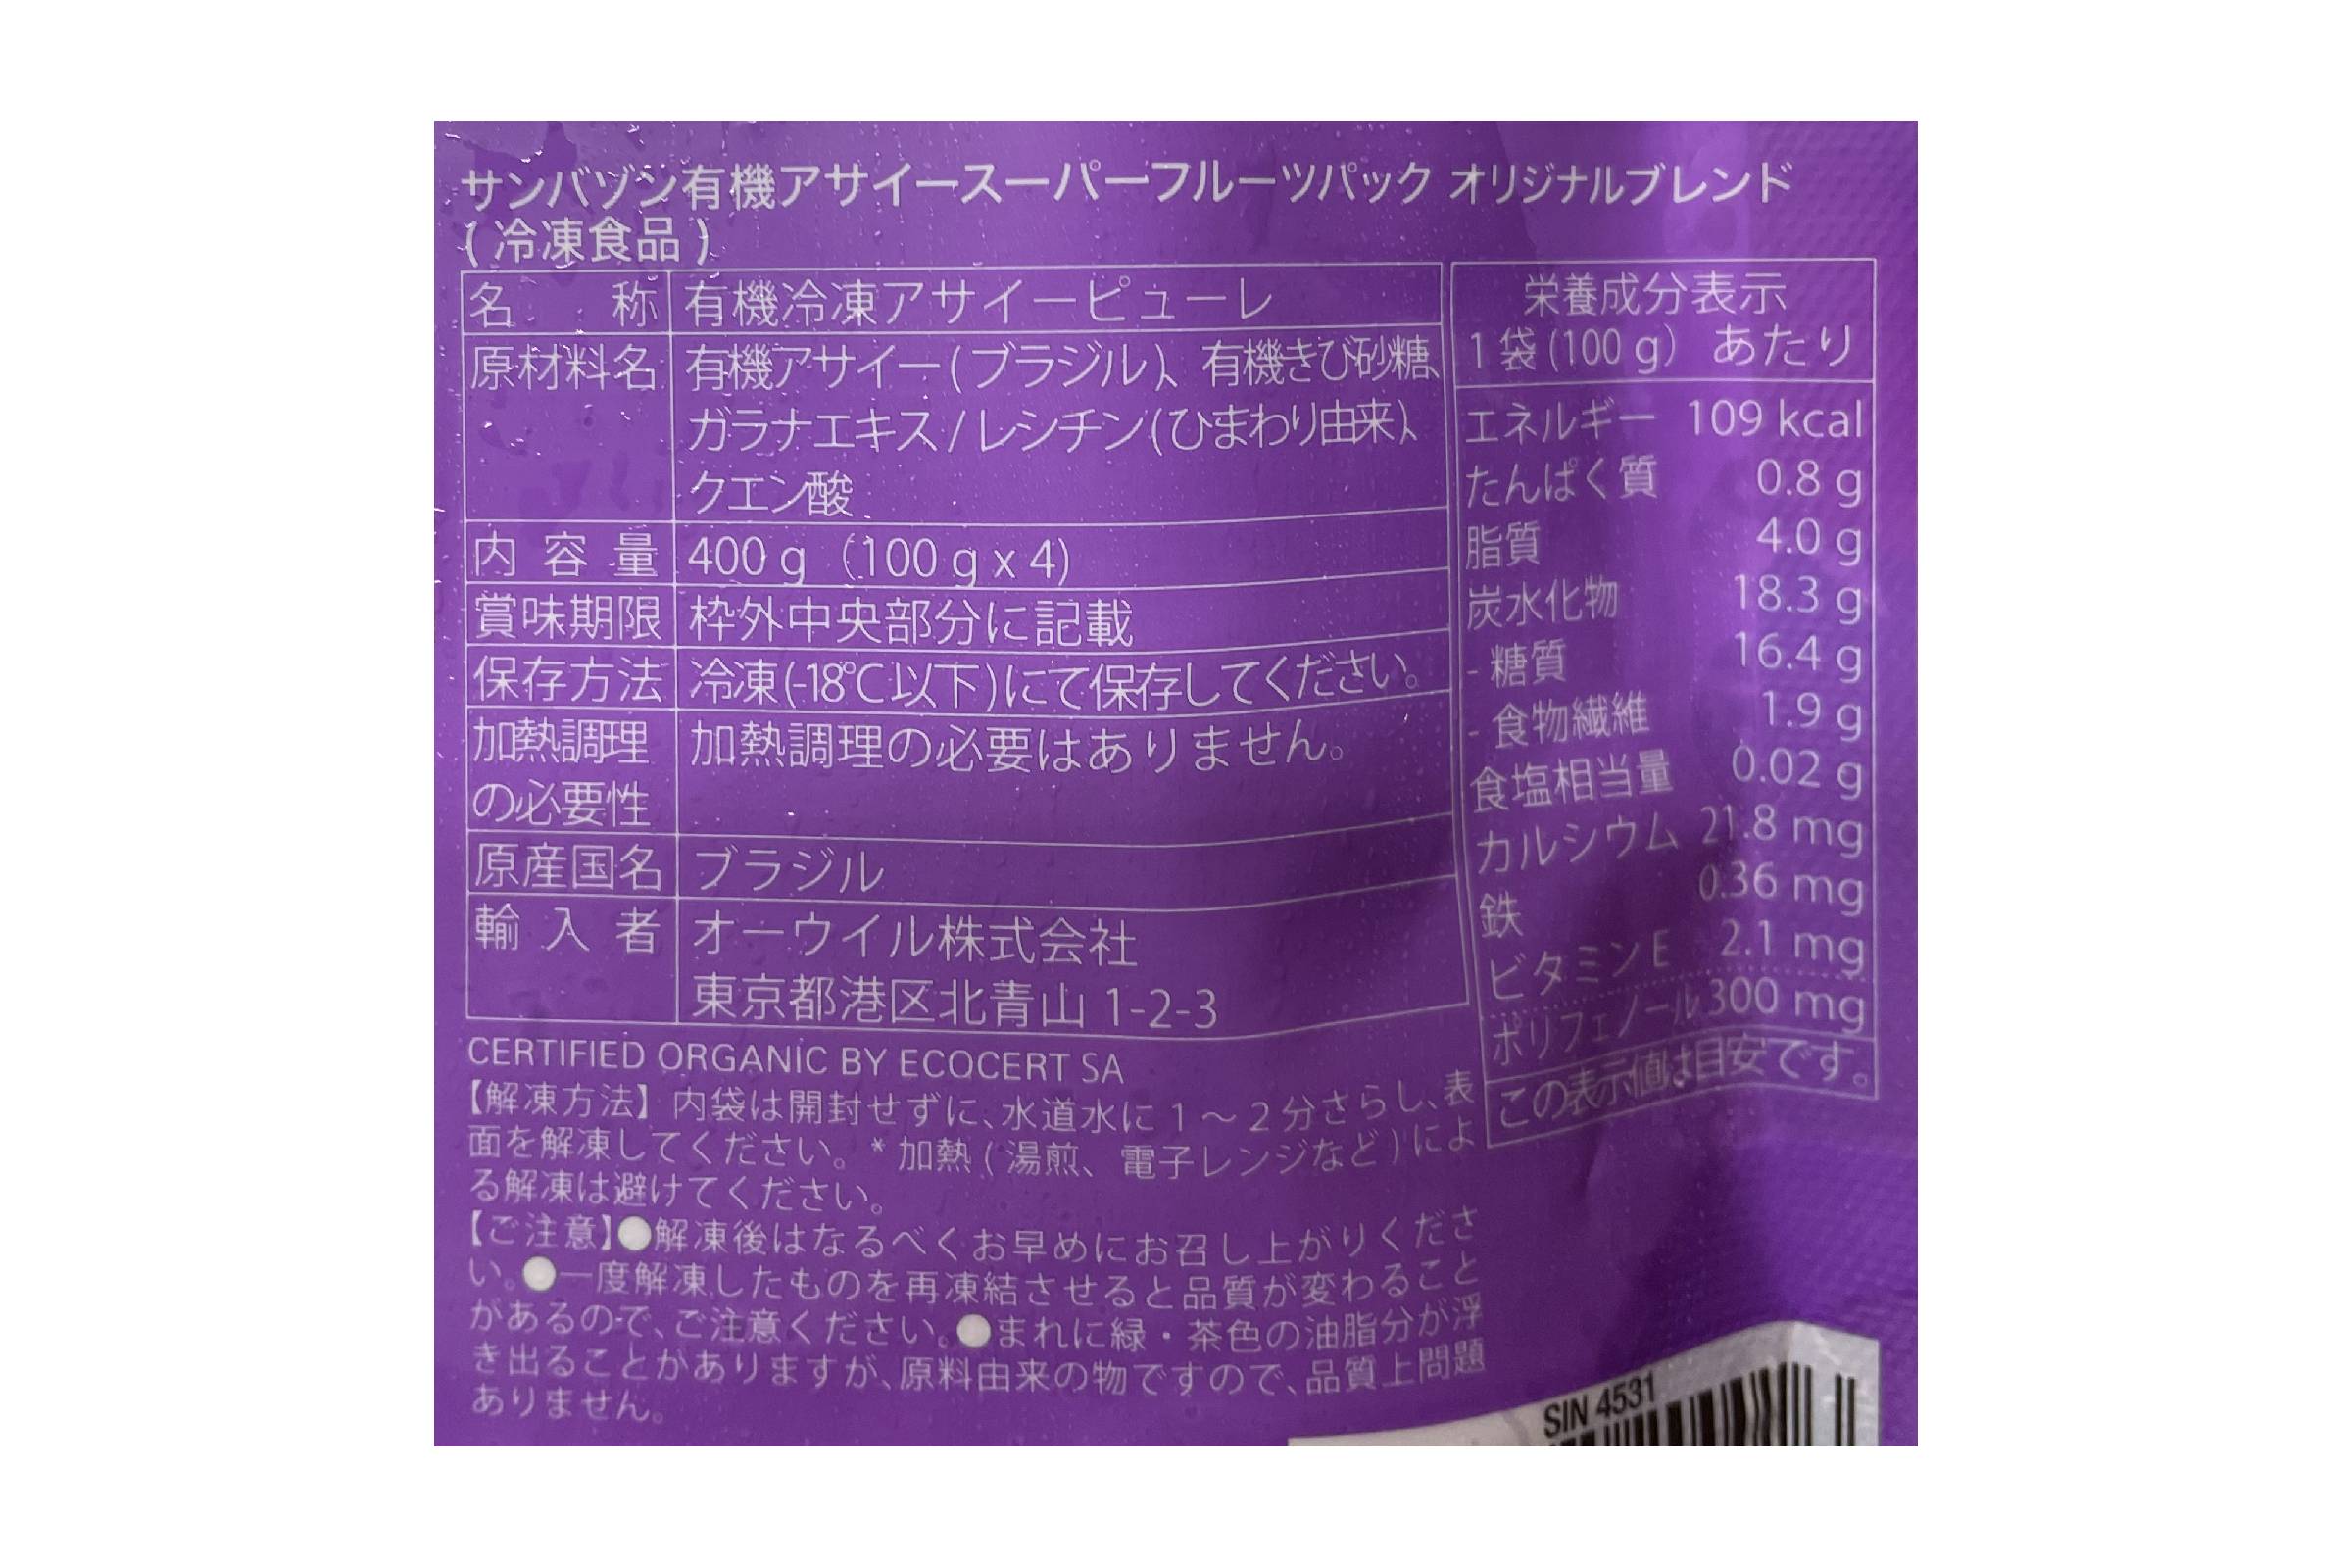 サンバゾン有機アサイースーパーフルーツパック オリジナルブレンド
(冷凍食品)
名 称 有機冷凍アサイーピューレ
原材料名 有機アサイー(ブラジル)、有機きび砂糖、
ガラナエキス/レシチン(ひまわり由来)、
クエン酸
内容量 400 g (100 g x 4)
賞味期限 枠外中央部分に記載
保存方法 冷凍(-18℃以下)にて保存してください。
加熱調理 加熱調理の必要はありません。
の必要性
原産国名 ブラジル
輸入者 オーウイル株式会社
東京都港区北青山 1-2-3
栄養成分表示
1 袋 (100 g) あたり
エネルギー 109 kcal
たんぱく質 0.8 g
脂質 4.0 g
炭水化物 18.3 g
- 糖質 16.4 g
- 食物繊維 1.9 g
食塩相当量 0.02 g
カルシウム 21.8 mg
鉄 0.36 mg
ビタミンE 2.1 mg
ポリフェノール 300 mg
この表示値は目安です。
CERTIFIED ORGANIC BY ECOCERT SA
【解凍方法】内袋は開封せずに、水道水に 1 ～ 2 分さらし、表
面を解凍してください。* 加熱 ( 湯煎、電子レンジなど ) によ
る解凍は避けてください。
【ご注意】●解凍後はなるべくお早めにお召し上がりくださ
い。●一度解凍したものを再凍結させると品質が変わること
があるので、ご注意ください。●まれに緑・茶色の油脂分が浮
き出ることがありますが、原料由来の物ですので、品質上問題
ありません。
SIN 4531